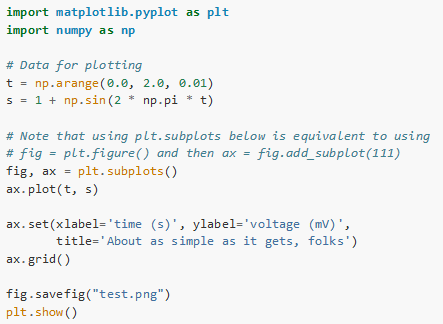 import matplotlib.pyplot as plt
import numpy as np

# Data for plotting
t = np.arange(0.0, 2.0, 0.01)
s = 1 + np.sin(2 * np.pi * t)

# Note that using plt.subplots below is equivalent to using
# fig = plt.figure() and then ax = fig.add_subplot(111)
fig, ax = plt.subplots()
ax.plot(t, s)

ax.set(xlabel='time (s)', ylabel='voltage (mV)',
       title='About as simple as it gets, folks')
ax.grid()

fig.savefig("test.png")
plt.show()